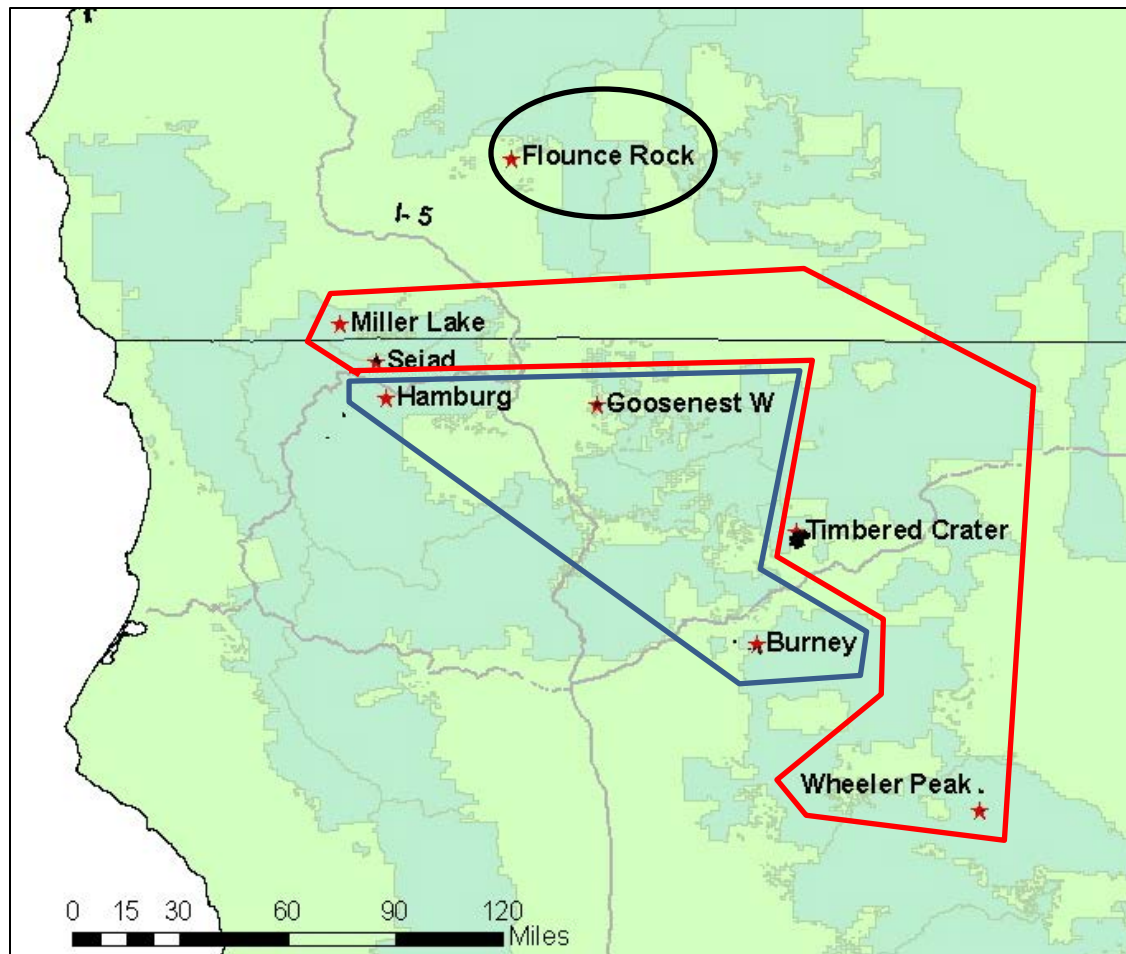 Flounce Rock
I-5
Miller Lake
Seiad
Hamburg
Goosenest W
Timbered Crater
Burney
Wheeler Peak .
0 15 30 60 90 120
Miles